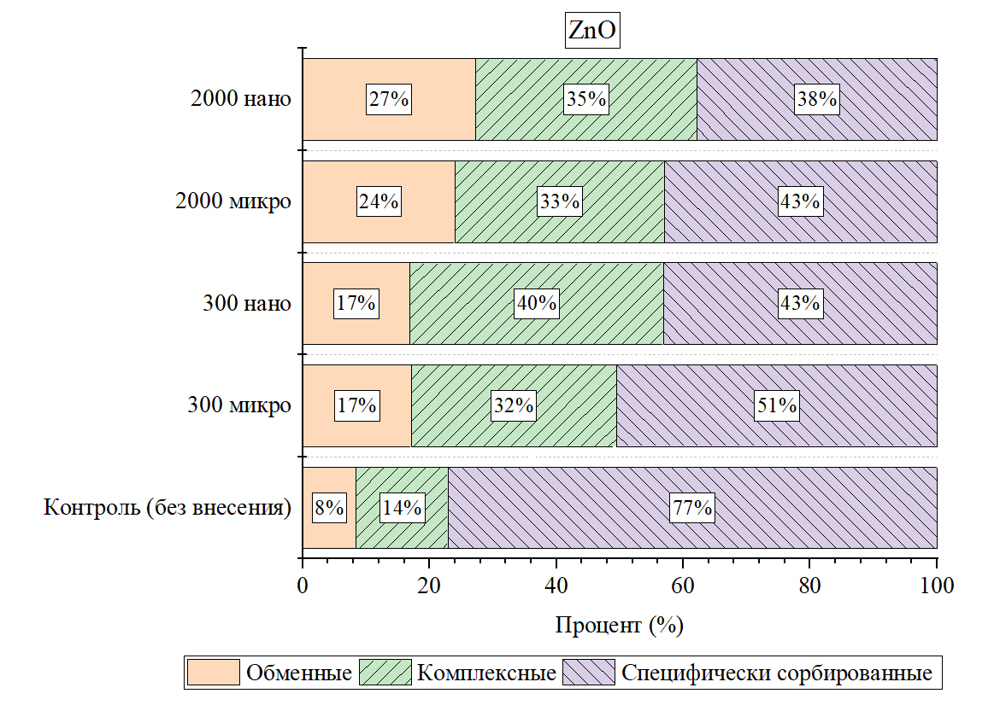 ZnO
2000 нано
27%
35%
38%
2000 микро
24%
33%
43%
300 нано
17%
40%
43%
300 микро
17%
32%
51%
Контроль (без внесения)
8%
14%
77%
0 20 40 60 80 100
Процент (%)
Обменные Комплексные Специфически сорбированные